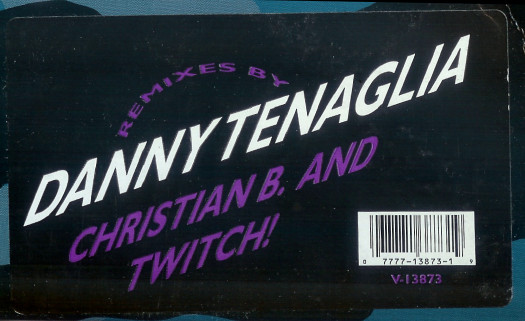 REMIXES BY
DANNY TENAGLIA
CHRISTIAN B. AND
TWITCH!
0 7777-13873-1 9
V-13873